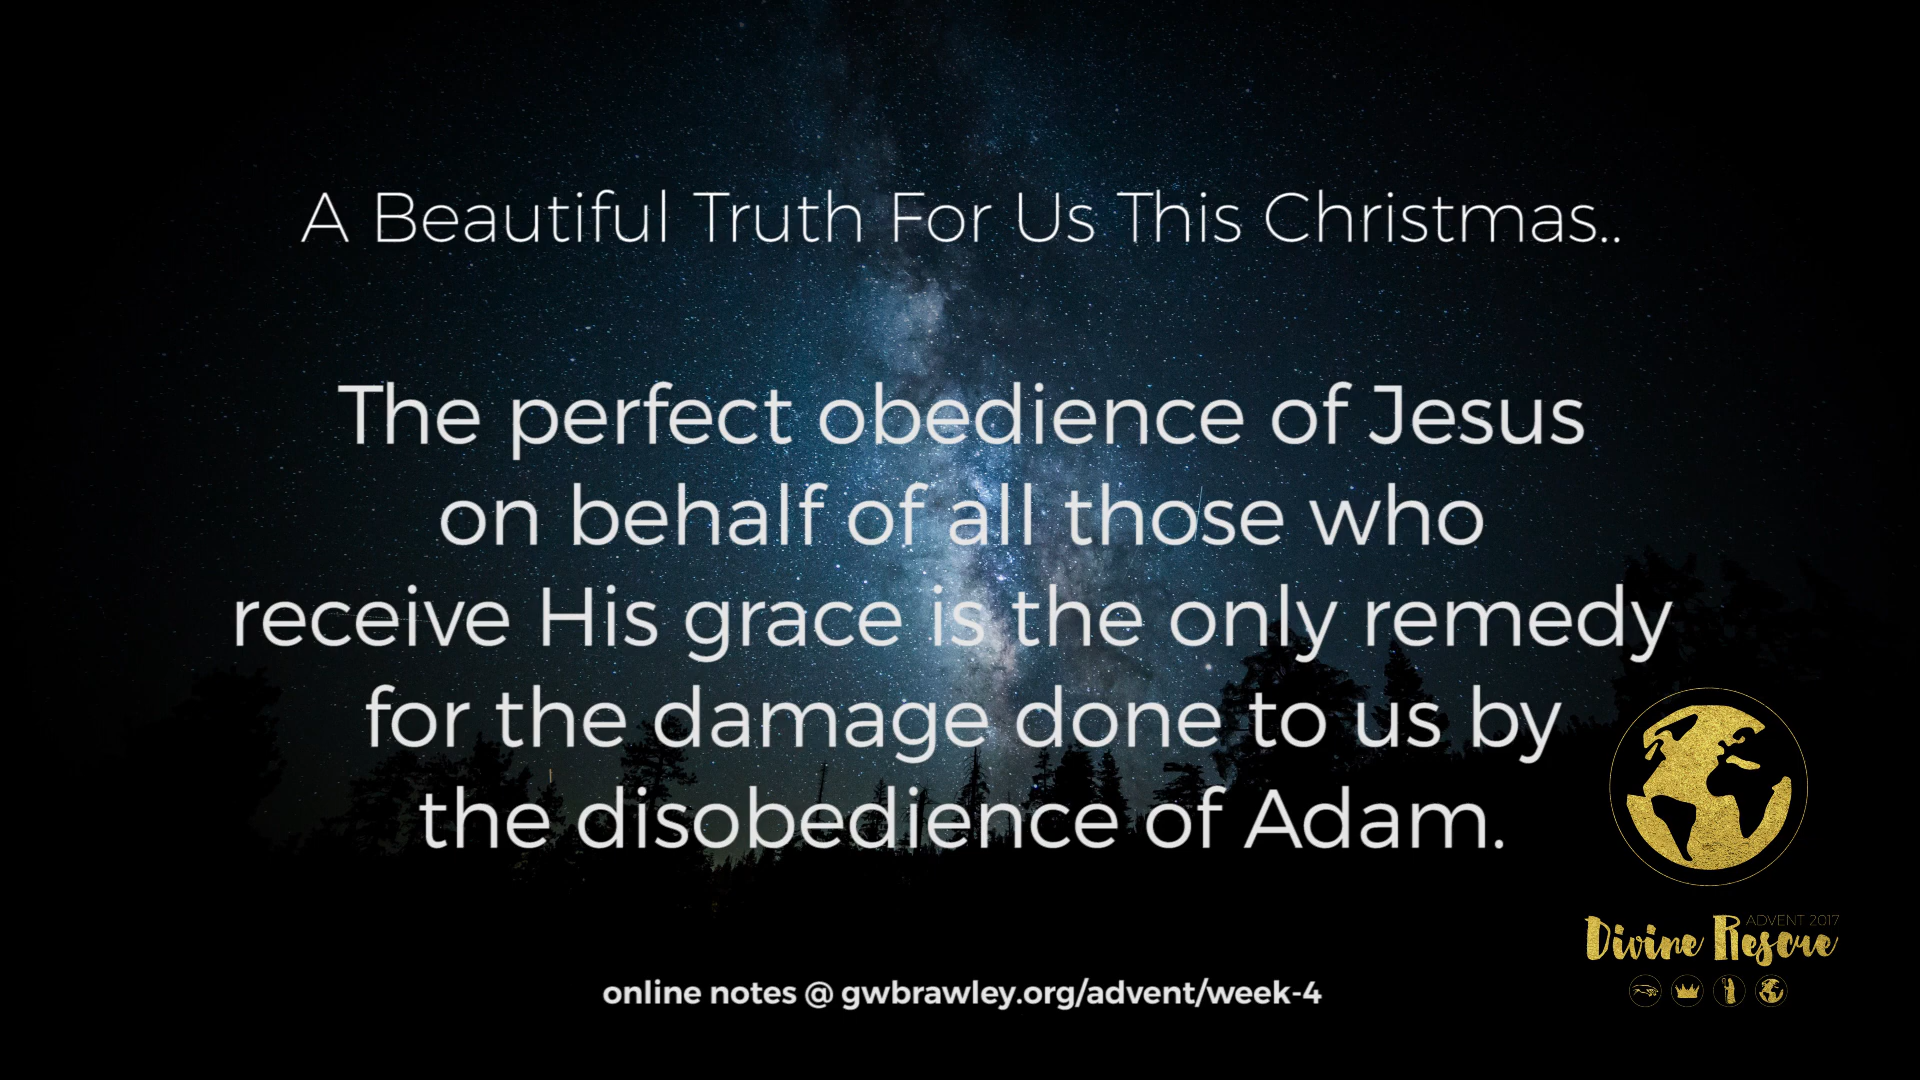 A Beautiful Truth For Us This Christmas..
The perfect obedience of Jesus
on behalf of all those who
receive His grace is the only remedy
for the damage done to us by
the disobedience of Adam.
ADVENT 2017
Divine Rescue
online notes @ gwbrawley.org/advent/week-4